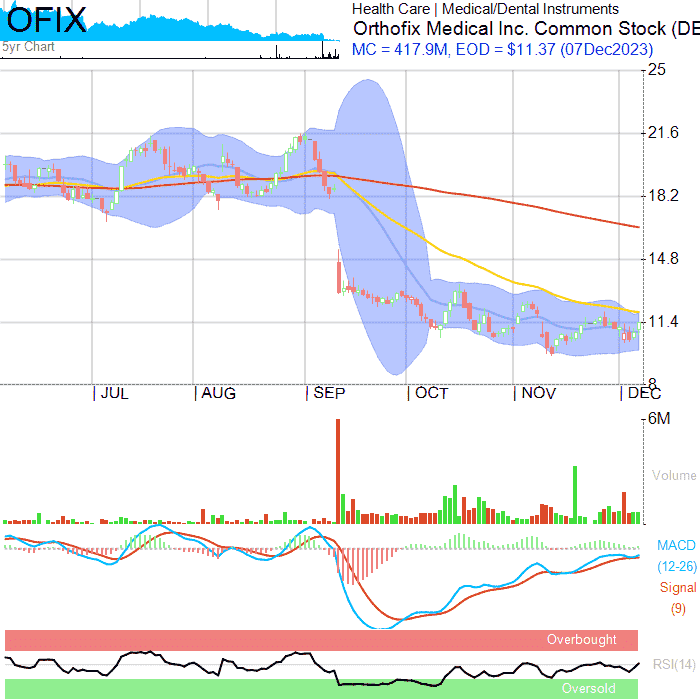 OFIX
5yr Chart
Health Care | Medical/Dental Instruments
Orthofix Medical Inc. Common Stock (DE
MC = 417.9M, EOD = $11.37 (07Dec2023)
25
21.6
18.2
14.8
11.4
8
JUL AUG SEP OCT NOV DEC
6M
Volume
MACD
(12-26)
Signal
(9)
Overbought
RSI(14)
Oversold